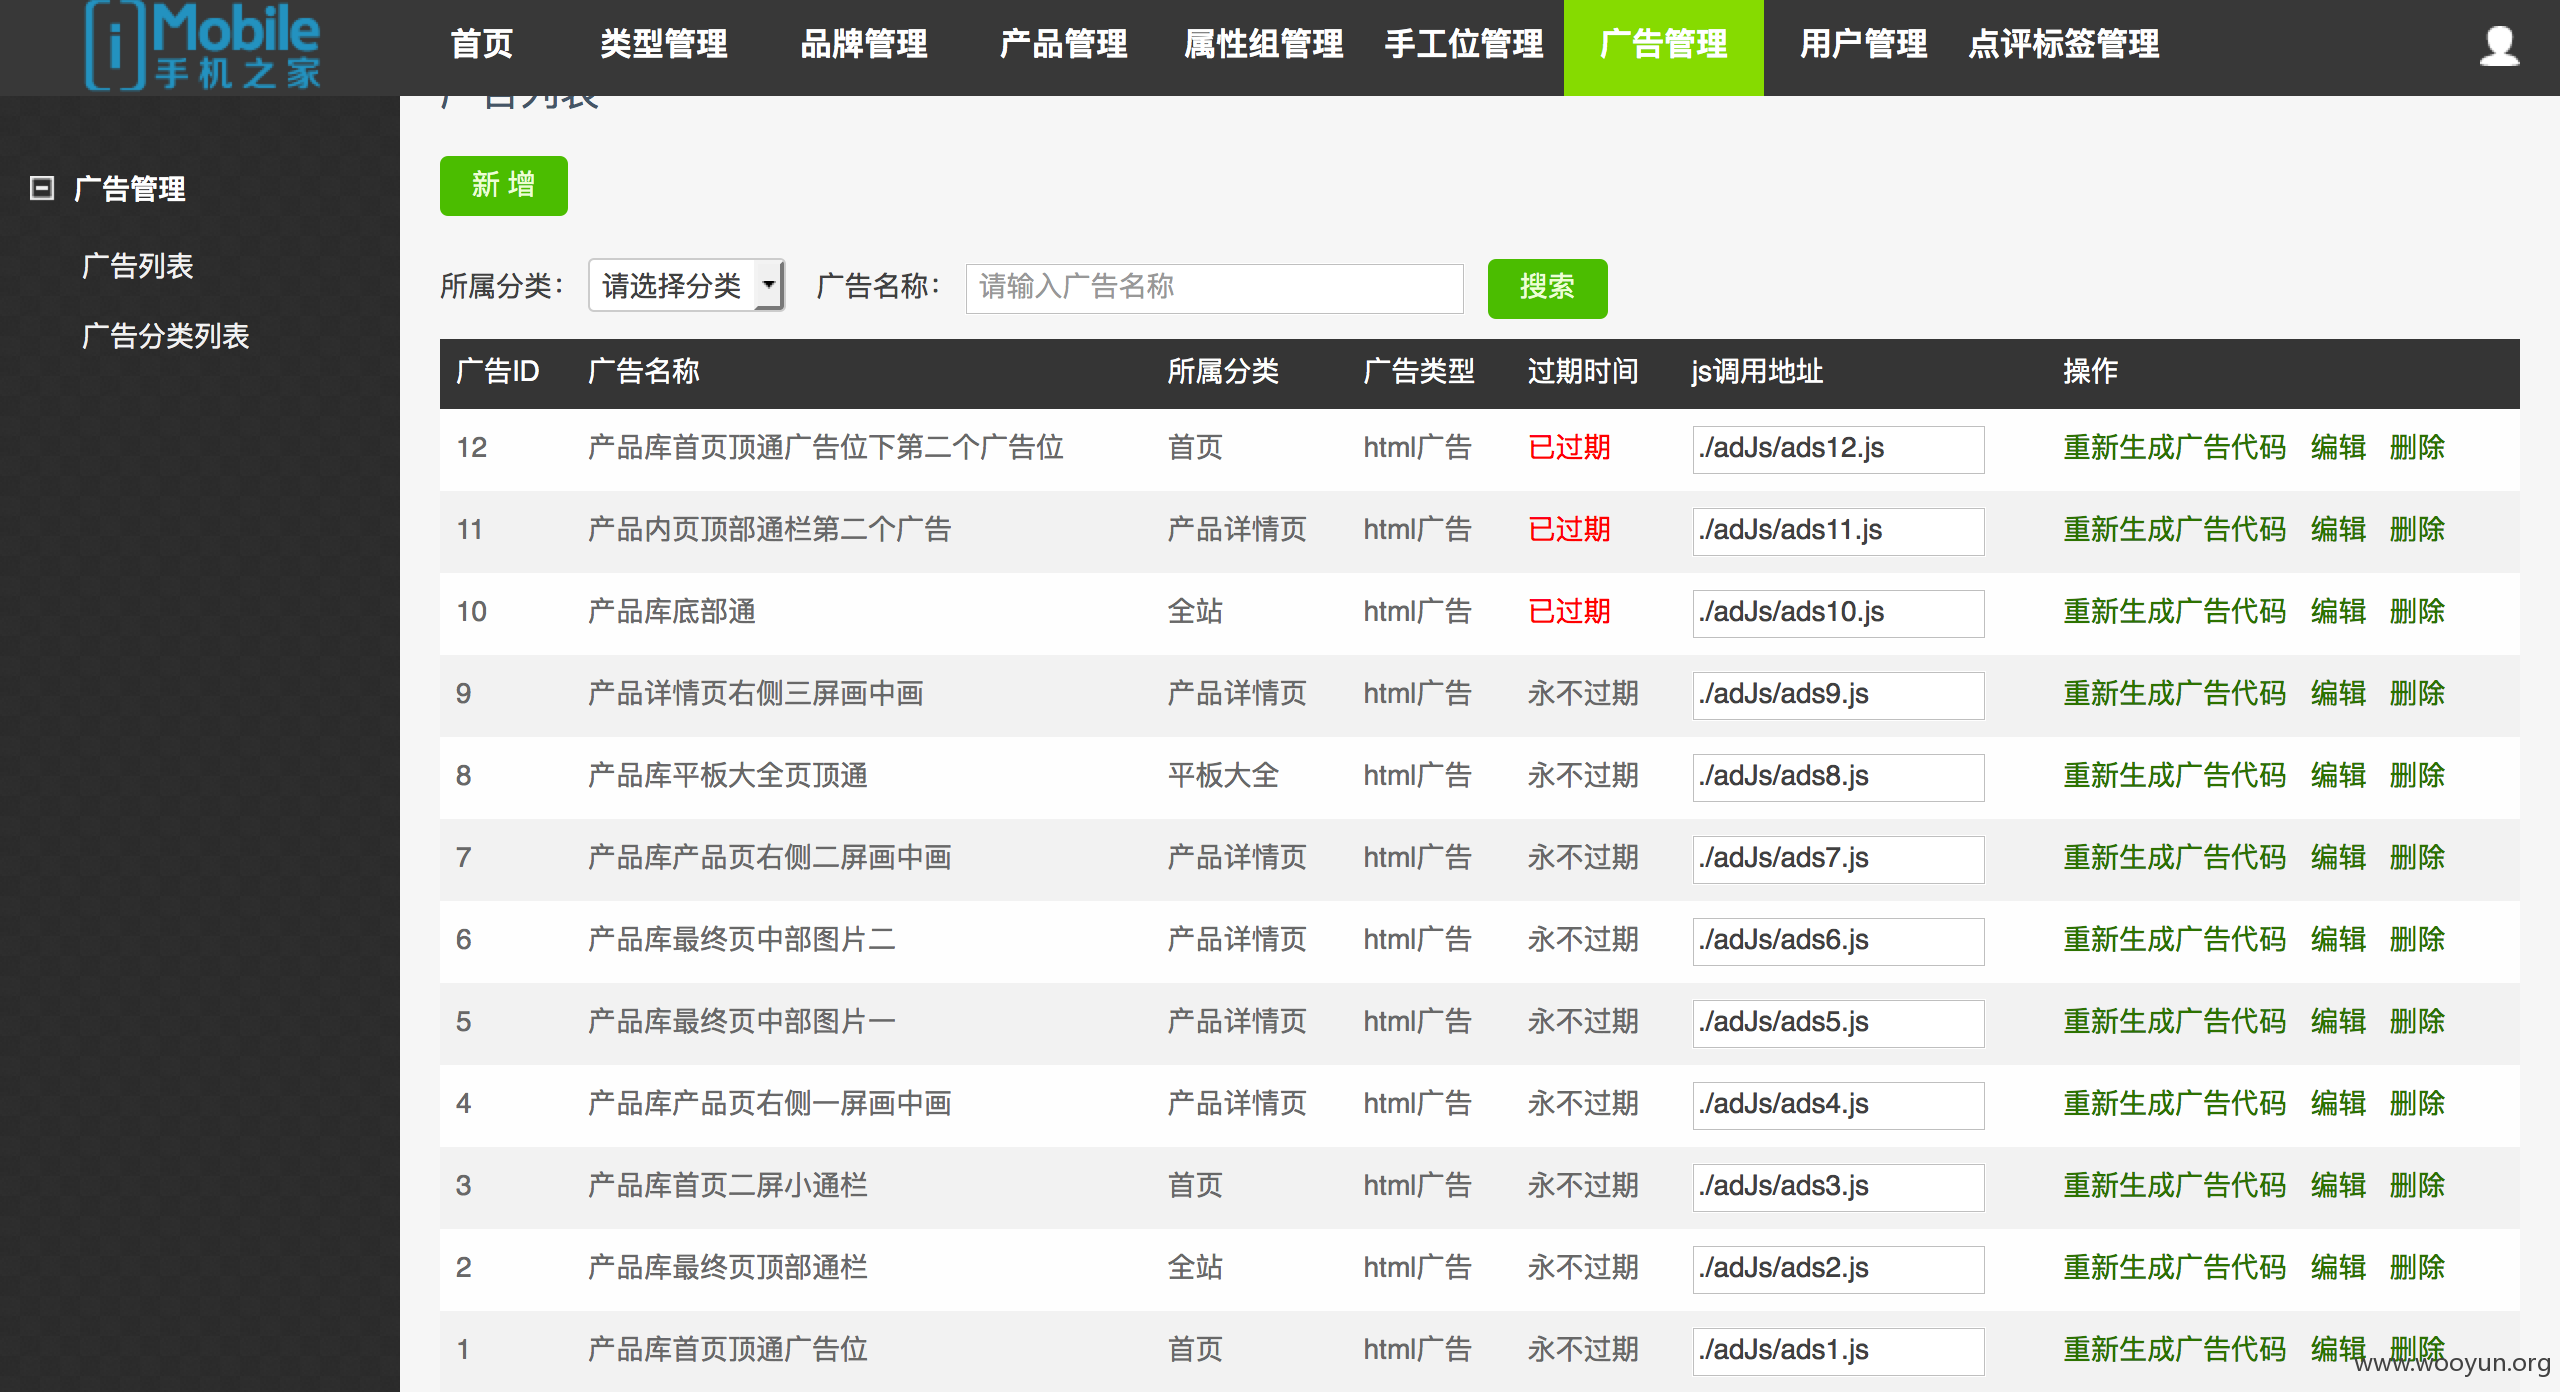 [i] Mobile
手机之家
首页 类型管理 品牌管理 产品管理 属性组管理 手工位管理 广告管理 用户管理 点评标签管理
广告列表
广告管理
广告列表
广告分类列表
新 增
所属分类： 请选择分类 广告名称： 请输入广告名称 搜索
广告ID 广告名称 所属分类 广告类型 过期时间 js调用地址 操作
12 产品库首页顶通广告位下第二个广告位 首页 html广告 已过期 ./adJs/ads12.js 重新生成广告代码 编辑 删除
11 产品内页顶部通栏第二个广告 产品详情页 html广告 已过期 ./adJs/ads11.js 重新生成广告代码 编辑 删除
10 产品库底部通 全站 html广告 已过期 ./adJs/ads10.js 重新生成广告代码 编辑 删除
9 产品详情页右侧三屏画中画 产品详情页 html广告 永不过期 ./adJs/ads9.js 重新生成广告代码 编辑 删除
8 产品库平板大全页顶通 平板大全 html广告 永不过期 ./adJs/ads8.js 重新生成广告代码 编辑 删除
7 产品库产品页右侧二屏画中画 产品详情页 html广告 永不过期 ./adJs/ads7.js 重新生成广告代码 编辑 删除
6 产品库最终页中部图片二 产品详情页 html广告 永不过期 ./adJs/ads6.js 重新生成广告代码 编辑 删除
5 产品库最终页中部图片一 产品详情页 html广告 永不过期 ./adJs/ads5.js 重新生成广告代码 编辑 删除
4 产品库产品页右侧一屏画中画 产品详情页 html广告 永不过期 ./adJs/ads4.js 重新生成广告代码 编辑 删除
3 产品库首页二屏小通栏 首页 html广告 永不过期 ./adJs/ads3.js 重新生成广告代码 编辑 删除
2 产品库最终页顶部通栏 全站 html广告 永不过期 ./adJs/ads2.js 重新生成广告代码 编辑 删除
1 产品库首页顶通广告位 首页 html广告 永不过期 ./adJs/ads1.js 重新生成广告代码 编辑 删除
www.wooyun.org